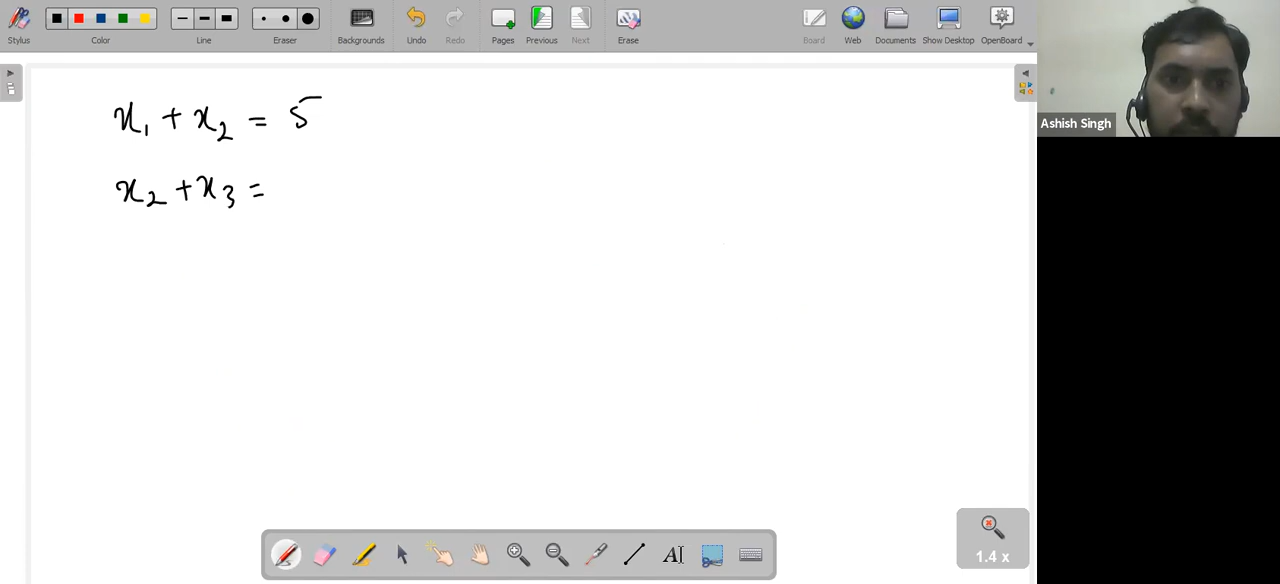 Stylus
Color
Line
Eraser
Backgrounds
Undo
Redo
Pages
Previous
Next
Erase
Board
Web
Documents
Show Desktop
OpenBoard
Ashish Singh
x₁ + x₂ = 5
x₂ + x₃ =
1.4 x